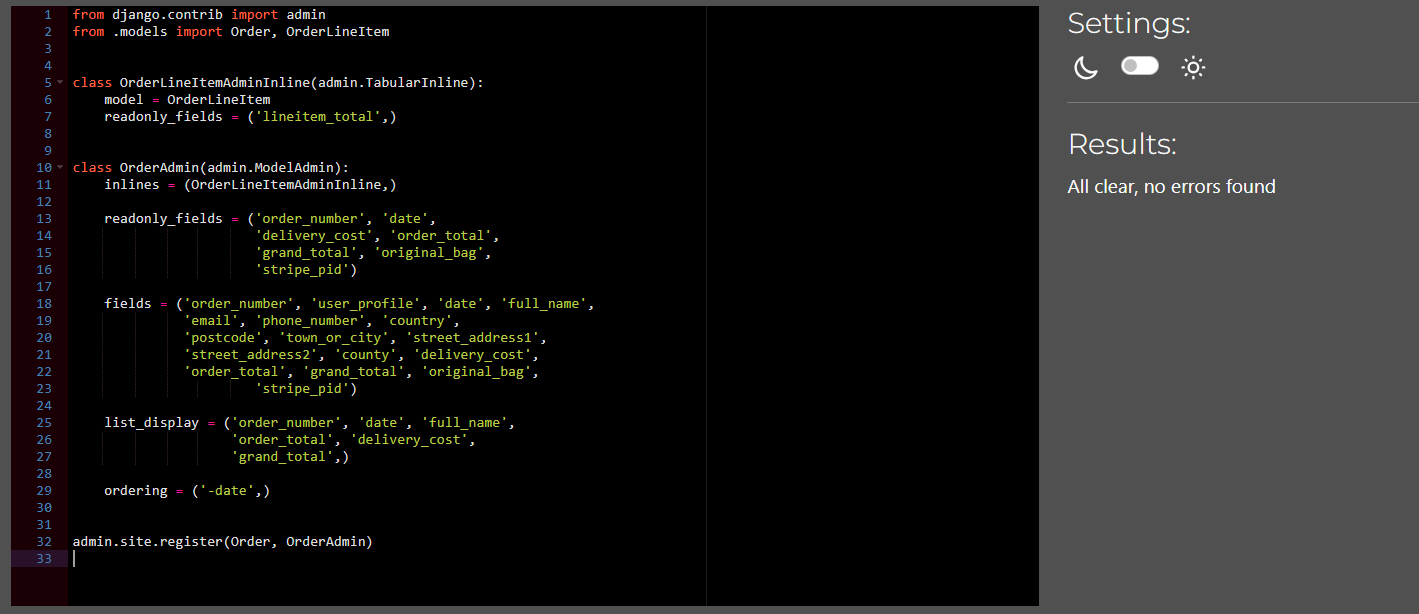 1 from django.contrib import admin
2 from .models import Order, OrderLineItem
3
4
5 class OrderLineItemAdminInline(admin.TabularInline):
6     model = OrderLineItem
7     readonly_fields = ('lineitem_total',)
8
9
10 class OrderAdmin(admin.ModelAdmin):
11     inlines = (OrderLineItemAdminInline,)
12
13     readonly_fields = ('order_number', 'date',
14                        'delivery_cost', 'order_total',
15                        'grand_total', 'original_bag',
16                        'stripe_pid')
17
18     fields = ('order_number', 'user_profile', 'date', 'full_name',
19               'email', 'phone_number', 'country',
20               'postcode', 'town_or_city', 'street_address1',
21               'street_address2', 'county', 'delivery_cost',
22               'order_total', 'grand_total', 'original_bag',
23                        'stripe_pid')
24
25     list_display = ('order_number', 'date', 'full_name',
26                     'order_total', 'delivery_cost',
27                     'grand_total',)
28
29     ordering = ('-date',)
30
31
32 admin.site.register(Order, OrderAdmin)
33
Settings:
Results:
All clear, no errors found